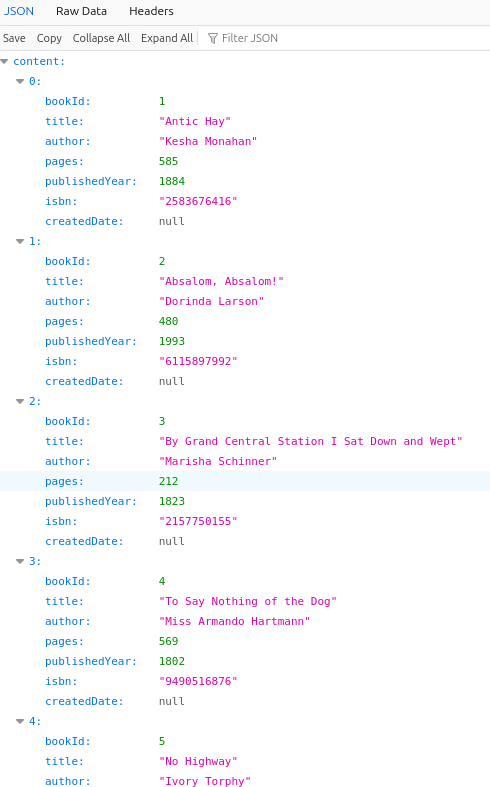 JSON Raw Data Headers
Save Copy Collapse All Expand All Filter JSON
content:
0:
bookId: 1
title: "Antic Hay"
author: "Kesha Monahan"
pages: 585
publishedYear: 1884
isbn: "2583676416"
createdDate: null
1:
bookId: 2
title: "Absalom, Absalom!"
author: "Dorinda Larson"
pages: 480
publishedYear: 1993
isbn: "6115897992"
createdDate: null
2:
bookId: 3
title: "By Grand Central Station I Sat Down and Wept"
author: "Marisha Schinner"
pages: 212
publishedYear: 1823
isbn: "2157750155"
createdDate: null
3:
bookId: 4
title: "To Say Nothing of the Dog"
author: "Miss Armando Hartmann"
pages: 569
publishedYear: 1802
isbn: "9490516876"
createdDate: null
4:
bookId: 5
title: "No Highway"
author: "Ivory Torphy"